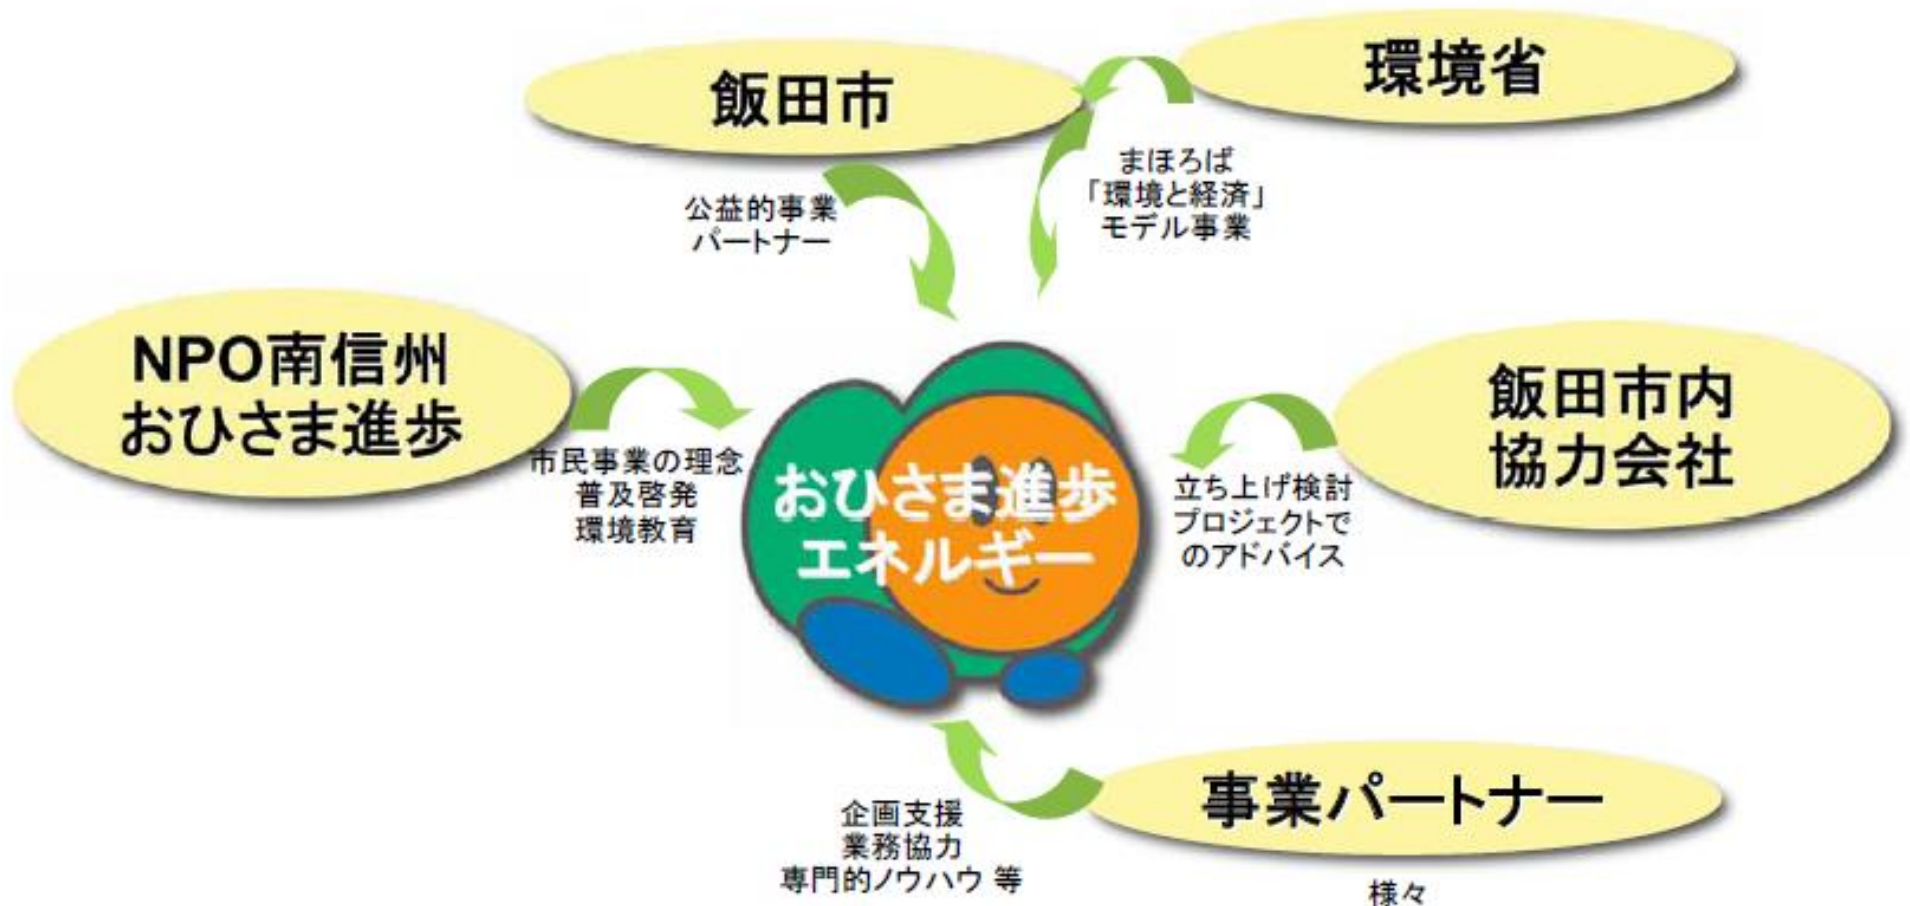 飯田市
環境省
公益的事業
パートナー
まほろば
「環境と経済」
モデル事業
NPO南信州
おひさま進歩
市民事業の理念
普及啓発
環境教育
おひさま進歩
エネルギー
飯田市内
協力会社
立ち上げ検討
プロジェクトで
のアドバイス
事業パートナー
企画支援
業務協力
専門的ノウハウ 等
様々